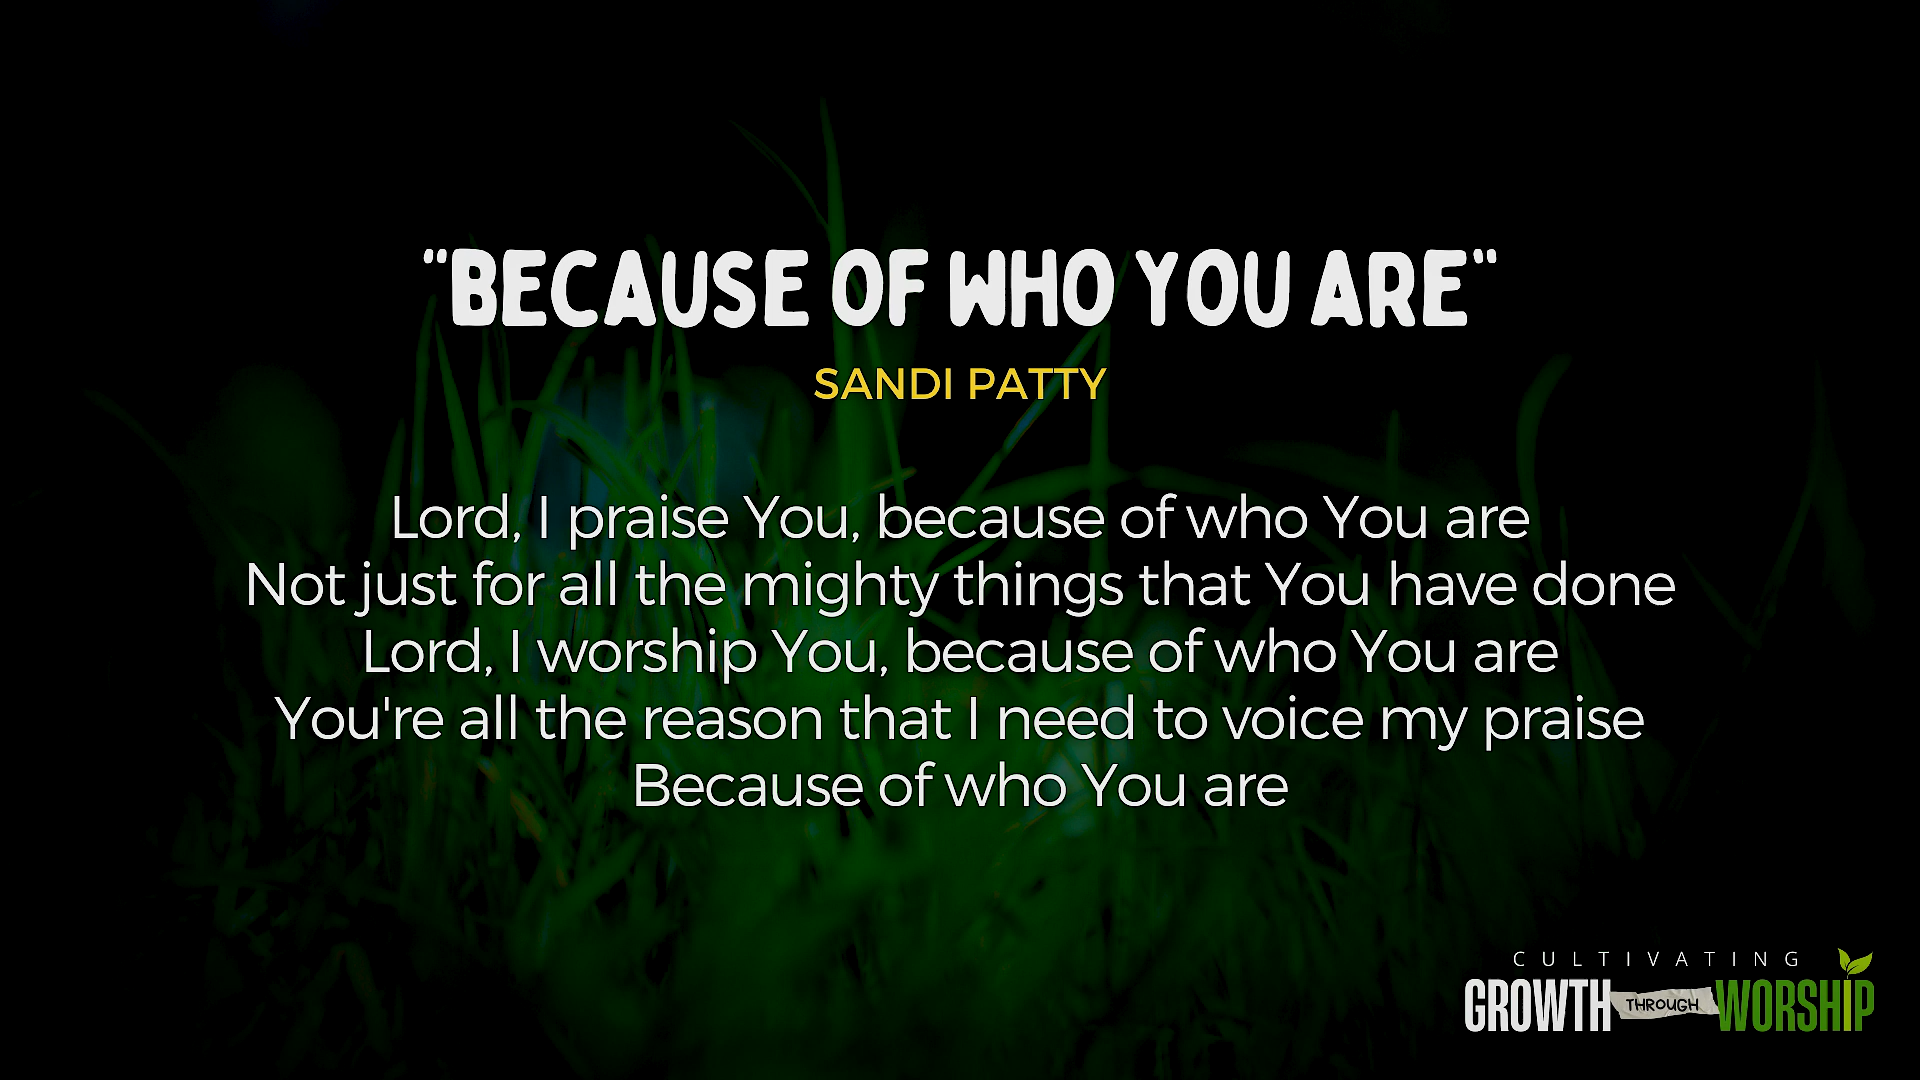 "BECAUSE OF WHO YOU ARE"
SANDI PATTY
Lord, I praise You, because of who You are
Not just for all the mighty things that You have done
Lord, I worship You, because of who You are
You're all the reason that I need to voice my praise
Because of who You are
CULTIVATING
GROWTH THROUGH WORSHIP